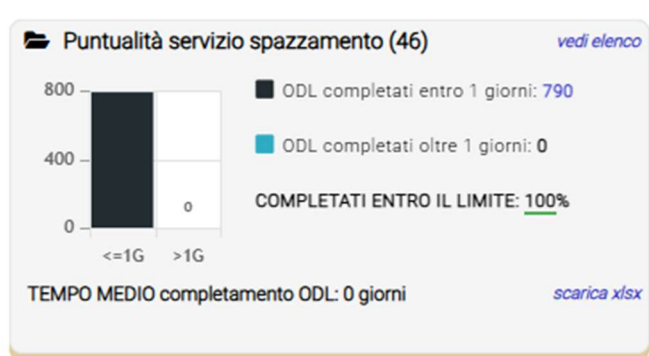 Puntualità servizio spazzamento (46)
vedi elenco
800
400
0
0
<=1G
>1G
ODL completati entro 1 giorni: 790
ODL completati oltre 1 giorni: 0
COMPLETATI ENTRO IL LIMITE: 100%
TEMPO MEDIO completamento ODL: 0 giorni
scarica xlsx